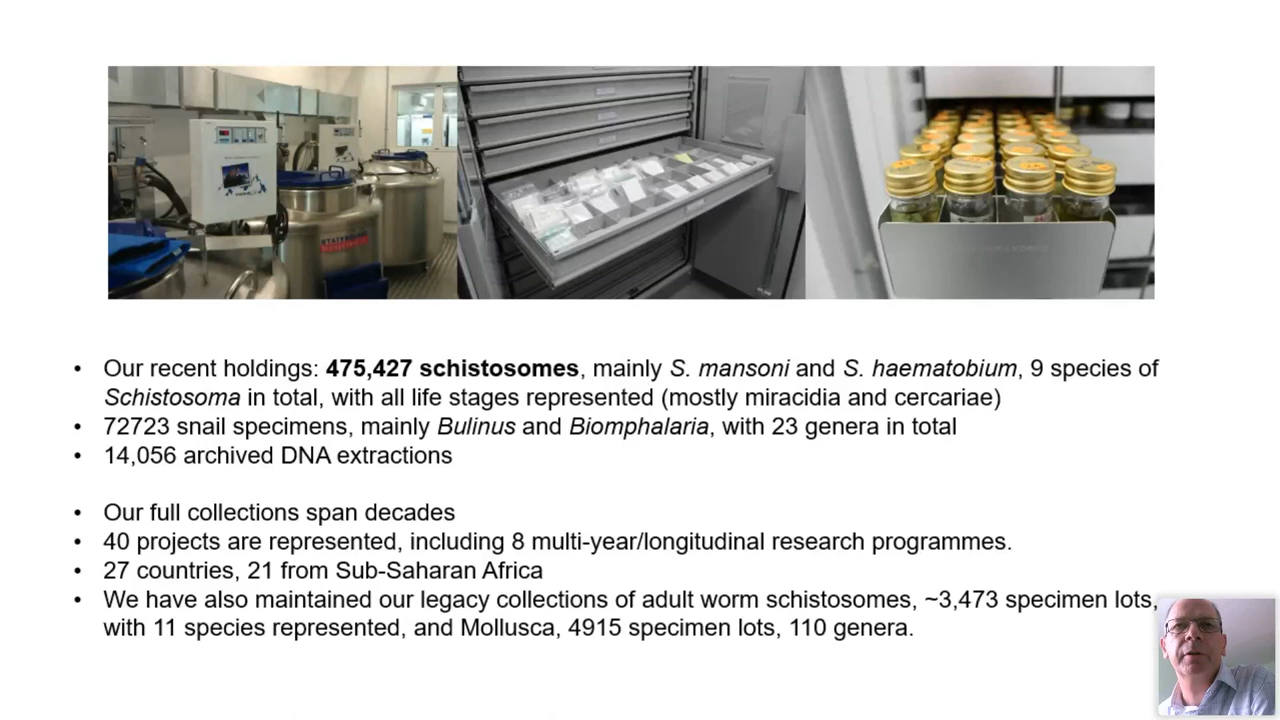 • Our recent holdings: 475,427 schistosomes, mainly S. mansoni and S. haematobium, 9 species of
Schistosoma in total, with all life stages represented (mostly miracidia and cercariae)
• 72723 snail specimens, mainly Bulinus and Biomphalaria, with 23 genera in total
• 14,056 archived DNA extractions
• Our full collections span decades
• 40 projects are represented, including 8 multi-year/longitudinal research programmes.
• 27 countries, 21 from Sub-Saharan Africa
• We have also maintained our legacy collections of adult worm schistosomes, ~3,473 specimen lots,
with 11 species represented, and Mollusca, 4915 specimen lots, 110 genera.